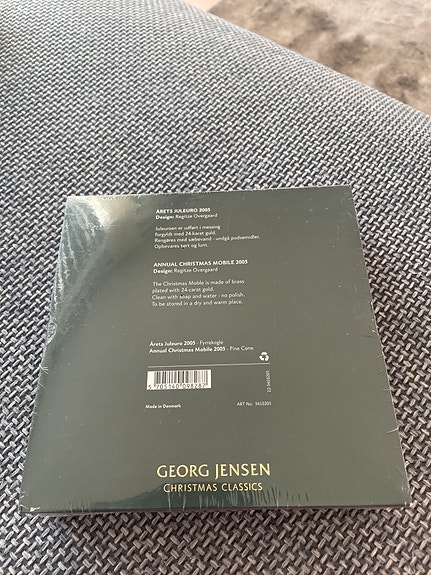 ÅRETS JULEURO 2005
Design: Regitze Overgaard
Juleuroen er udført i messing
forgyldt med 24-karat guld.
Rengøres med sæbevand - undgå pudsemidler.
Opbevares tørt og lunt.
ANNUAL CHRISTMAS MOBILE 2005
Design: Regitze Overgaard
The Christmas Mobile is made of brass
plated with 24-carat gold.
Clean with soap and water - no polish.
To be stored in a dry and warm place.
Årets Juleuro 2005 - Fyrrekogle
Annual Christmas Mobile 2005 - Pine Cone
5 705140 098287
Made in Denmark
ART No: 3410205
GEORG JENSEN
CHRISTMAS CLASSICS